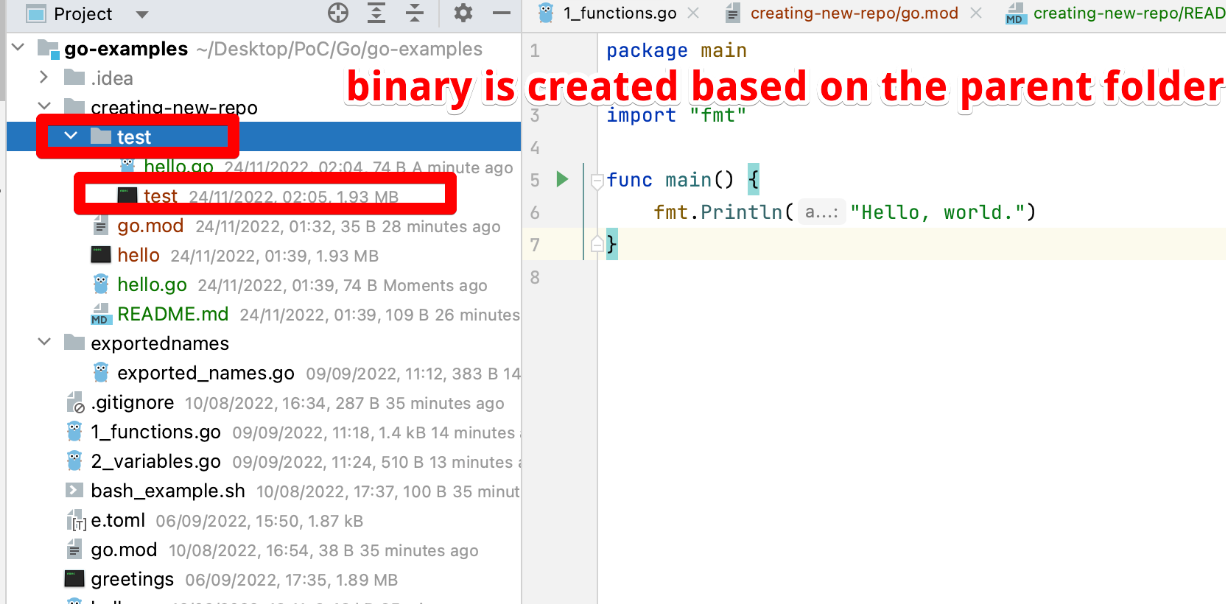 Project
1_functions.go
creating-new-repo/go.mod
creating-new-repo/READ
go-examples ~/Desktop/PoC/Go/go-examples
.idea
creating-new-repo
test
hello.go 24/11/2022, 02:04, 74 B A minute ago
test 24/11/2022, 02:05, 1.93 MB
go.mod 24/11/2022, 01:32, 35 B 28 minutes ago
hello 24/11/2022, 01:39, 1.93 MB
hello.go 24/11/2022, 01:39, 74 B Moments ago
MD README.md 24/11/2022, 01:39, 109 B 26 minutes
exportednames
exported_names.go 09/09/2022, 11:12, 383 B 14
.gitignore 10/08/2022, 16:34, 287 B 35 minutes ago
1_functions.go 09/09/2022, 11:18, 1.4 kB 14 minutes
2_variables.go 09/09/2022, 11:24, 510 B 13 minutes
bash_example.sh 10/08/2022, 17:37, 100 B 35 minut
e.toml 06/09/2022, 15:50, 1.87 kB
go.mod 10/08/2022, 16:54, 38 B 35 minutes ago
greetings 06/09/2022, 17:35, 1.89 MB
binary is created based on the parent folder
1 package main
3 import "fmt"
4
5 func main() {
6 fmt.Println( a...: "Hello, world.")
7 }
8